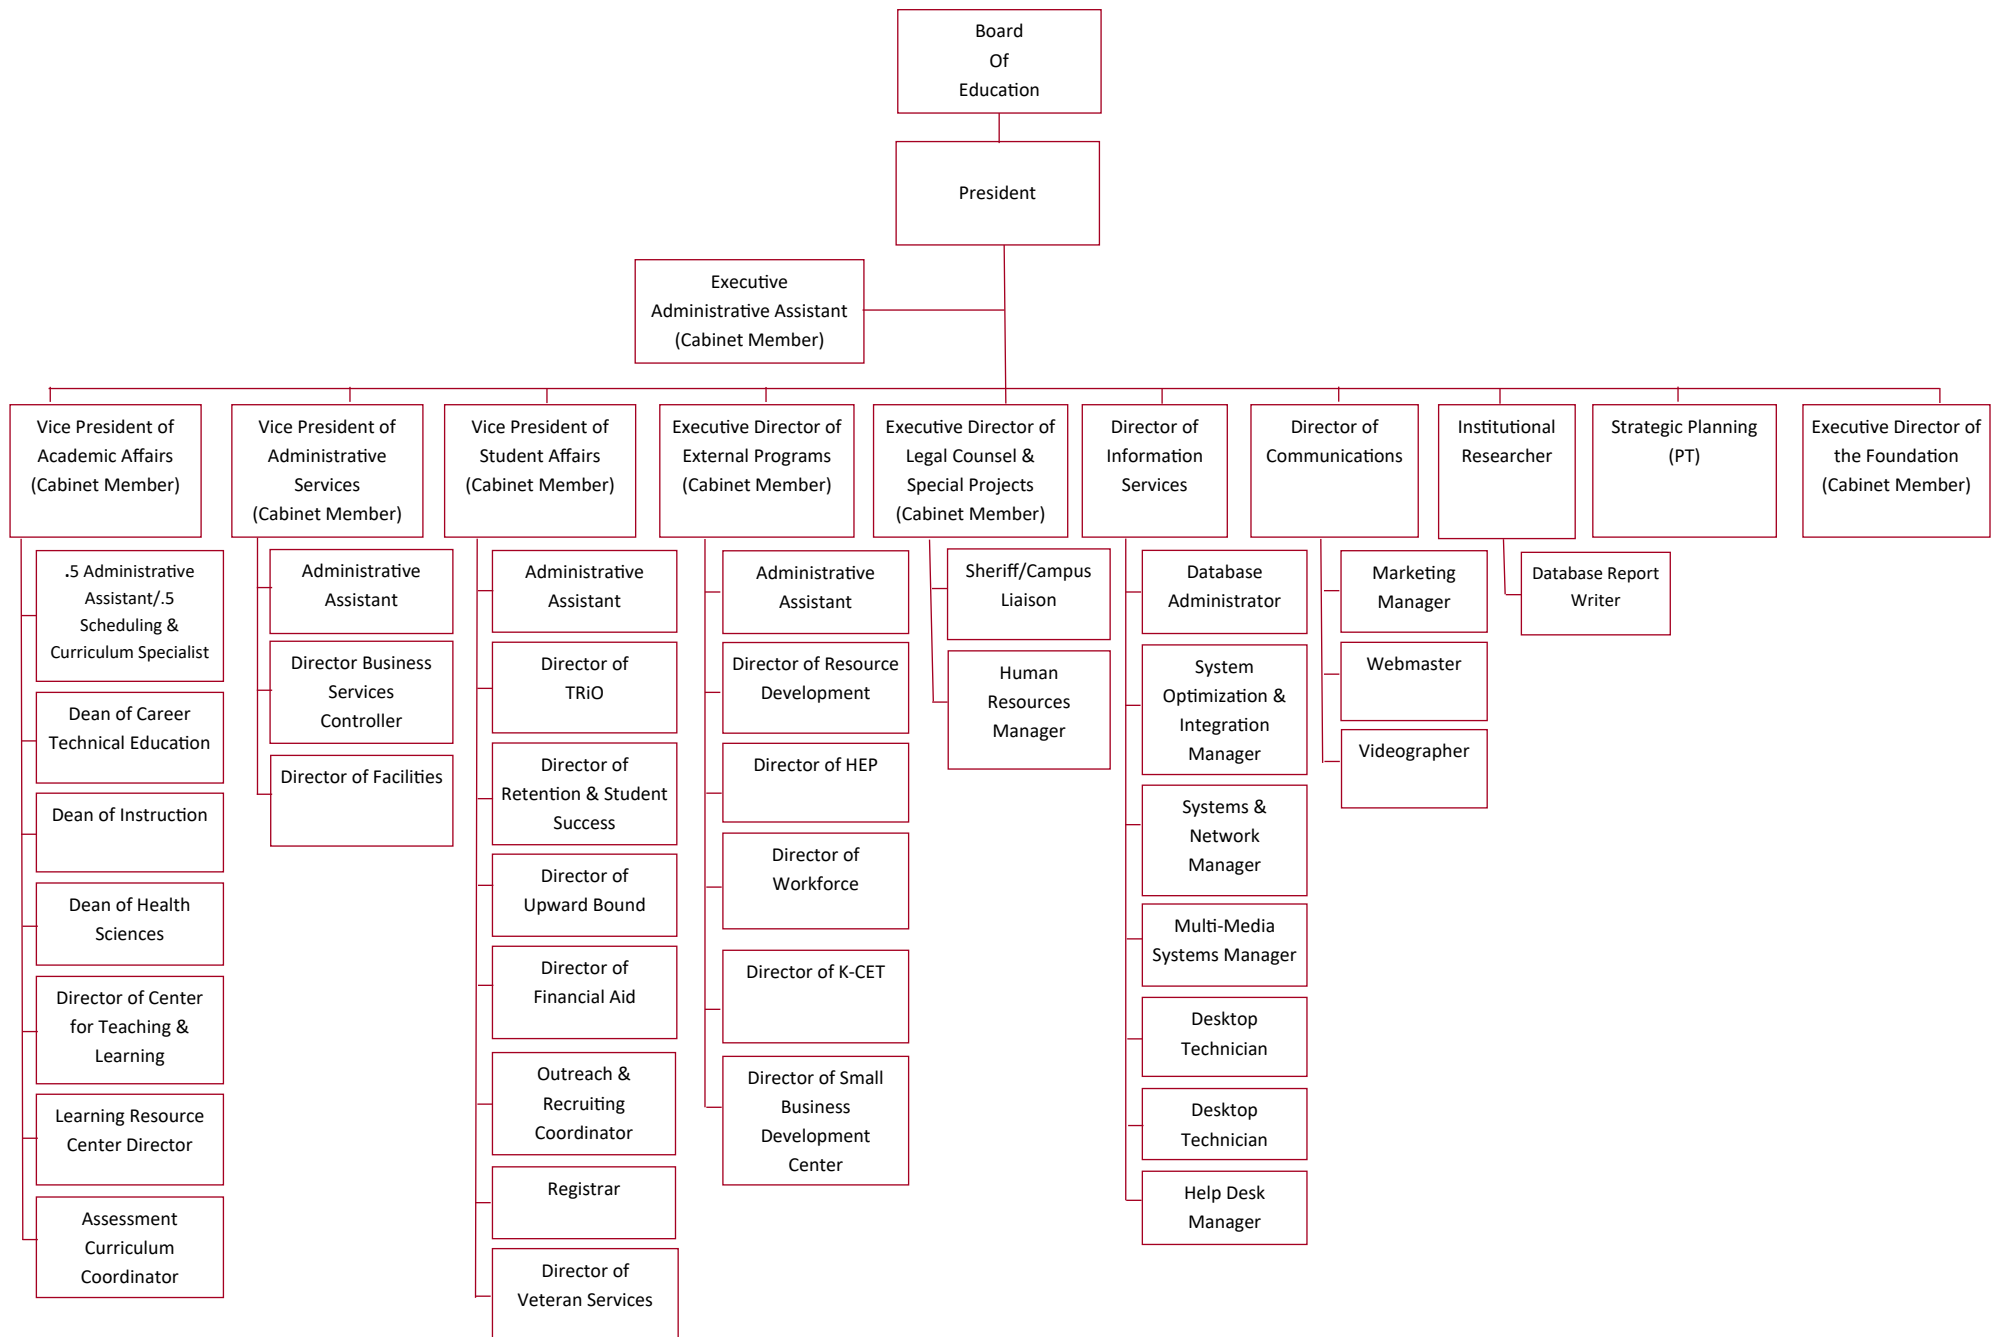 Board
Of
Education
President
Executive
Administrative Assistant
(Cabinet Member)
Vice President of
Academic Affairs
(Cabinet Member)
Vice President of
Administrative
Services
(Cabinet Member)
Vice President of
Student Affairs
(Cabinet Member)
Executive Director of
External Programs
(Cabinet Member)
Executive Director of
Legal Counsel &
Special Projects
(Cabinet Member)
Director of
Information
Services
Director of
Communications
Institutional
Researcher
Strategic Planning
(PT)
Executive Director of
the Foundation
(Cabinet Member)
.5 Administrative
Assistant/.5
Scheduling &
Curriculum Specialist
Dean of Career
Technical Education
Dean of Instruction
Dean of Health
Sciences
Director of Center
for Teaching &
Learning
Learning Resource
Center Director
Assessment
Curriculum
Coordinator
Administrative
Assistant
Director Business
Services
Controller
Director of Facilities
Administrative
Assistant
Director of
TRiO
Director of
Retention & Student
Success
Director of
Upward Bound
Director of
Financial Aid
Outreach &
Recruiting
Coordinator
Registrar
Director of
Veteran Services
Administrative
Assistant
Director of Resource
Development
Director of HEP
Director of
Workforce
Director of K-CET
Director of Small
Business
Development
Center
Sheriff/Campus
Liaison
Human
Resources
Manager
Database
Administrator
System
Optimization &
Integration
Manager
Systems &
Network
Manager
Multi-Media
Systems Manager
Desktop
Technician
Desktop
Technician
Help Desk
Manager
Marketing
Manager
Webmaster
Videographer
Database Report
Writer